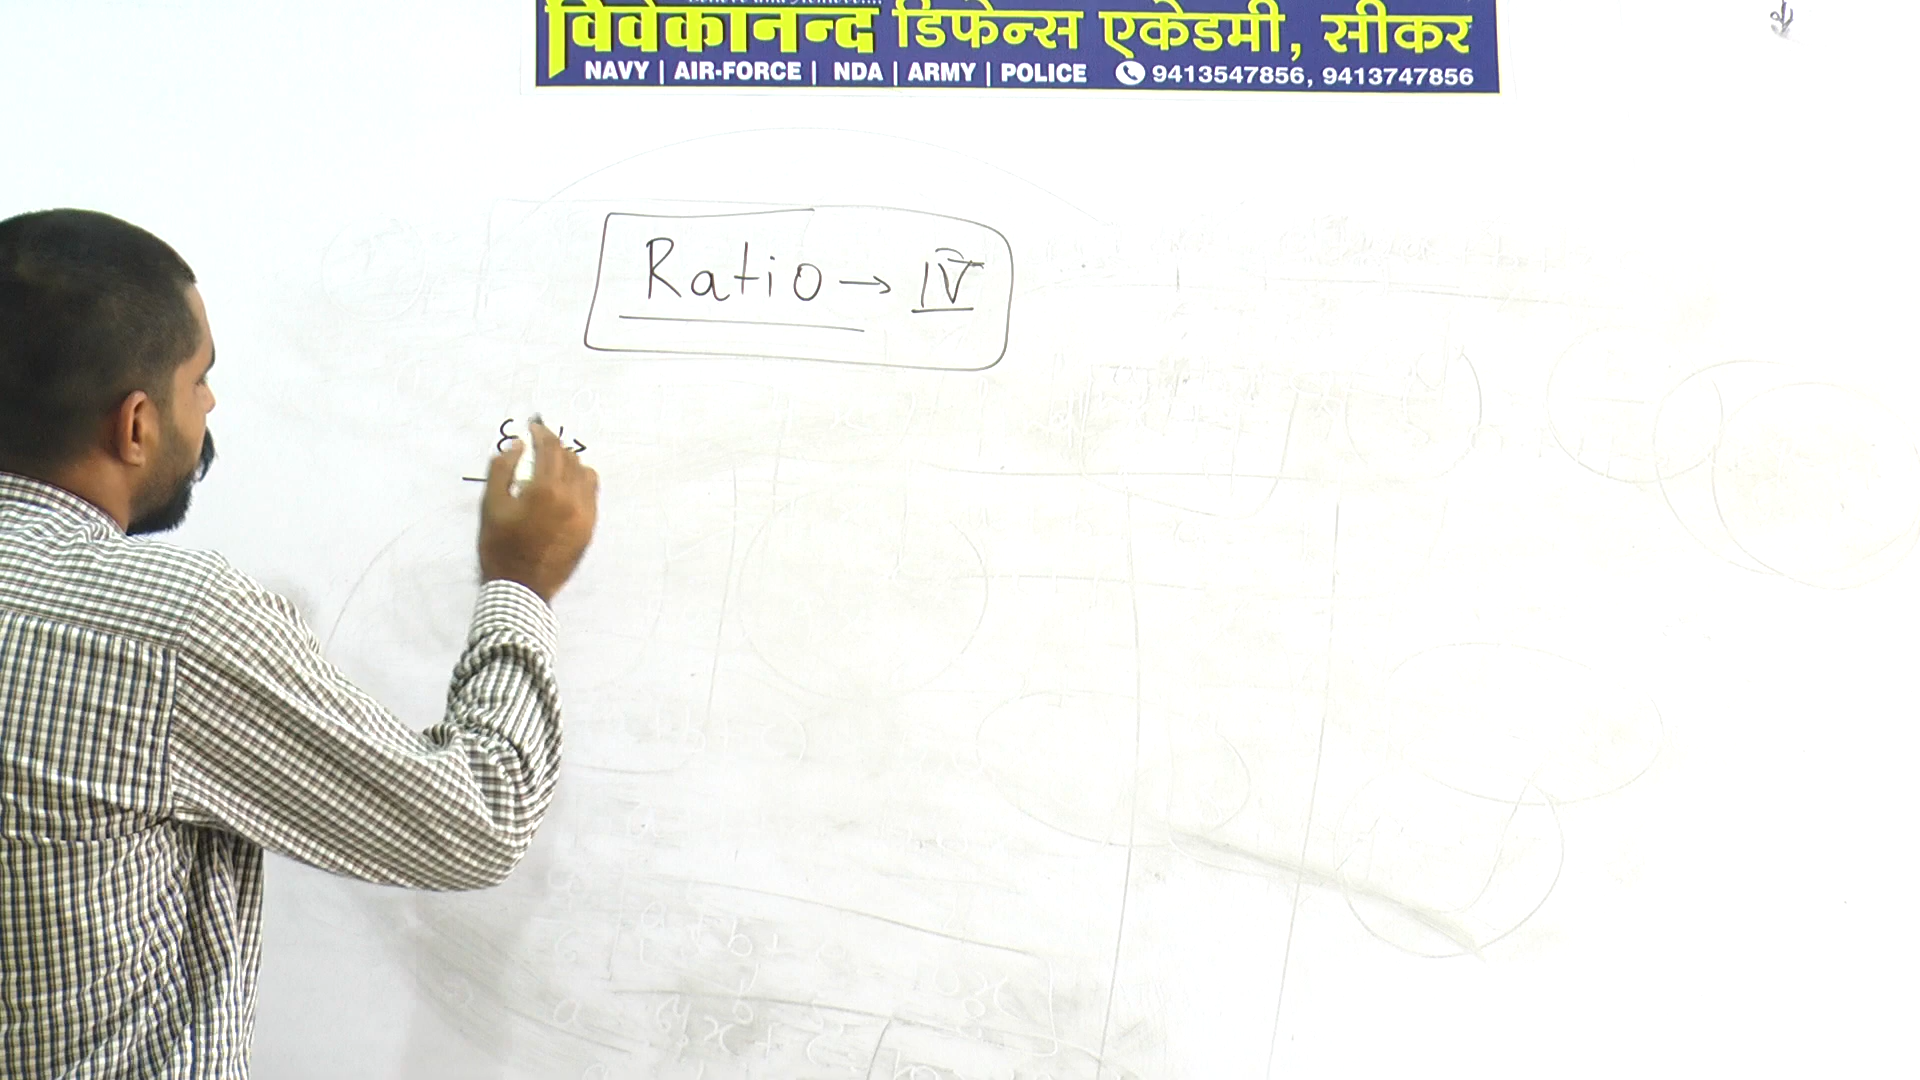 विवेकानन्द डिफेन्स एकेडमी, सीकर
NAVY | AIR-FORCE | NDA | ARMY | POLICE 9413547856, 9413747856
Ratio → IV